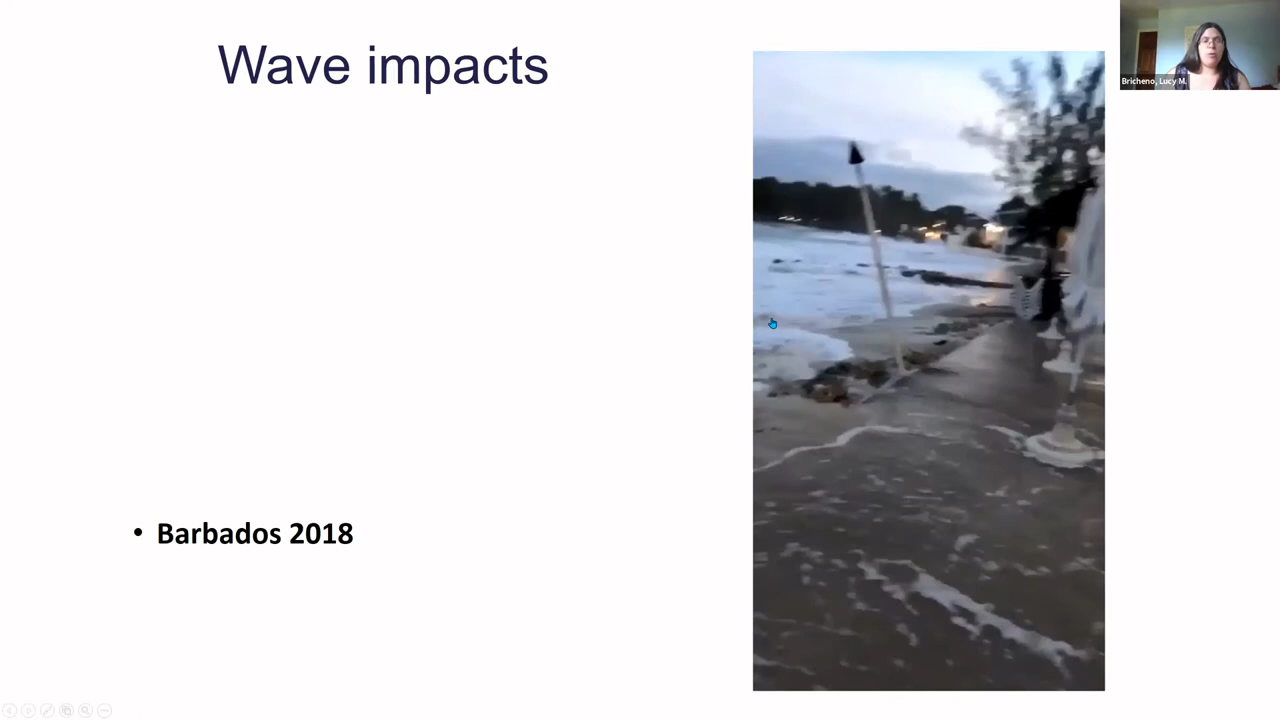 Wave impacts
Bricheno, Lucy M.
• Barbados 2018